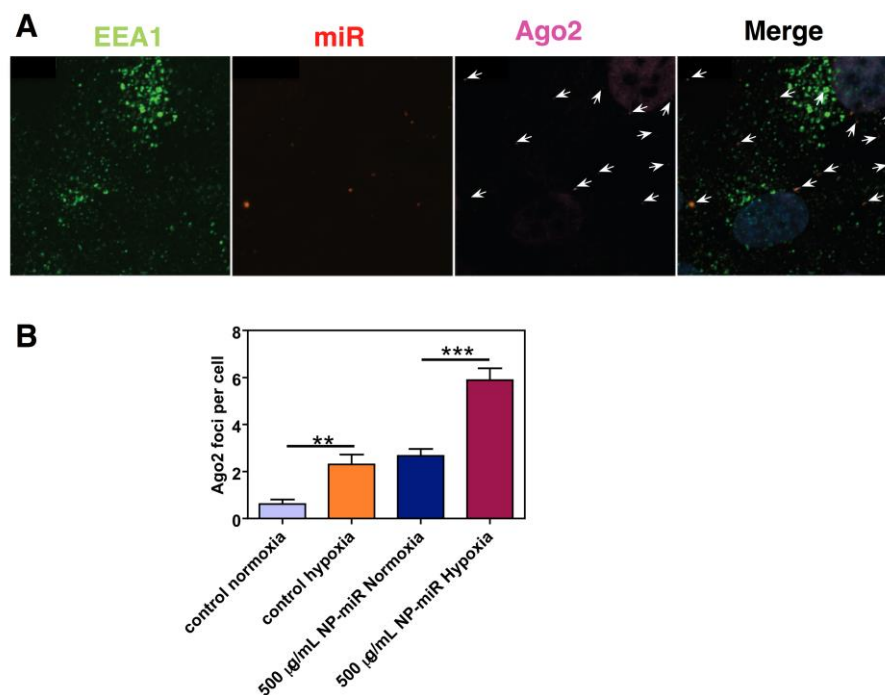 A
EEA1
miR
Ago2
Merge
B
Ago2 foci per cell
8
6
4
2
0
**
***
control normoxia
control hypoxia
500 µg/mL NP-miR Normoxia
500 µg/mL NP-miR Hypoxia